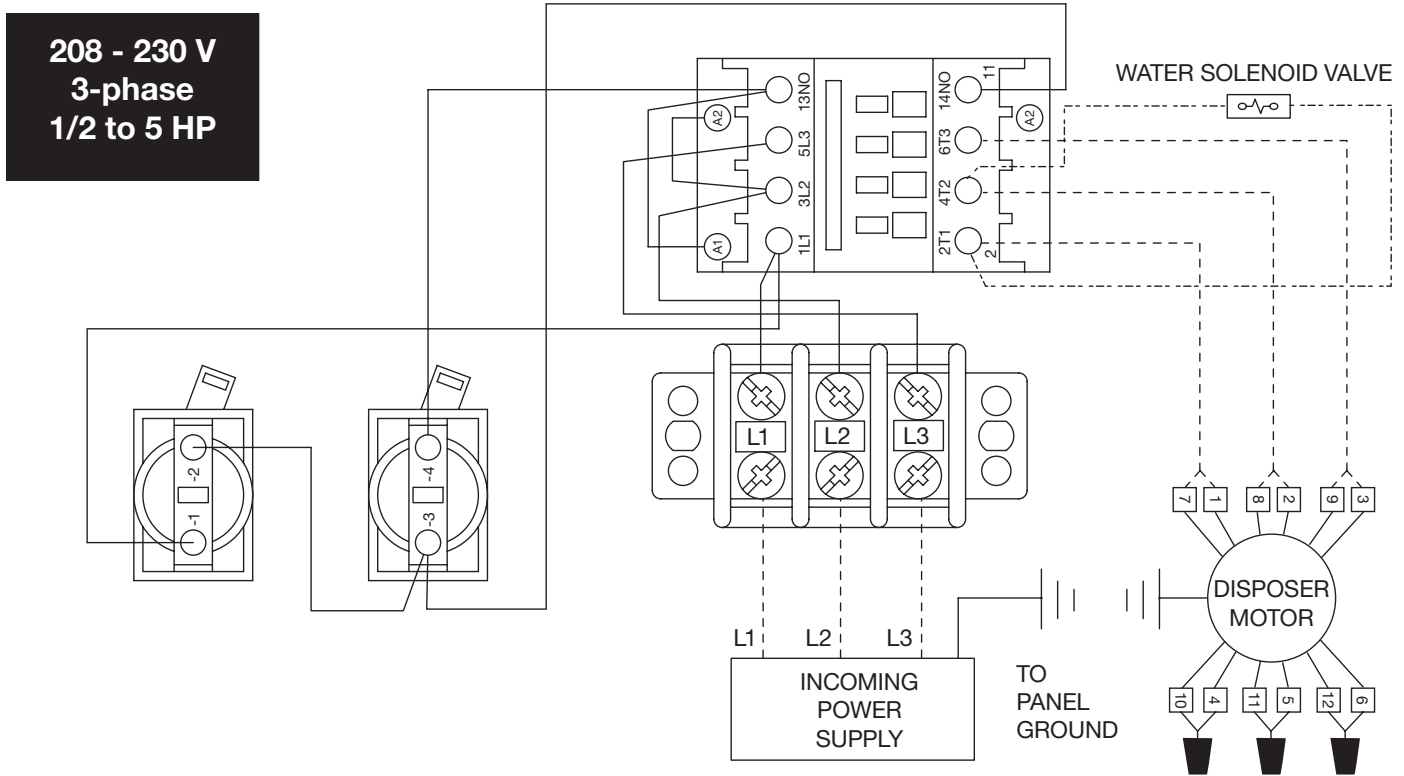 208 - 230 V
3-phase
1/2 to 5 HP
WATER SOLENOID VALVE
13NO
5L3
3L2
1L1
A2
A1
14NO
6T3
4T2
2T1
11
2
A2
-2
-1
-4
-3
L1
L2
L3
L1
L2
L3
INCOMING
POWER
SUPPLY
TO
PANEL
GROUND
7
1
8
2
9
3
DISPOSER
MOTOR
10
4
11
5
12
6